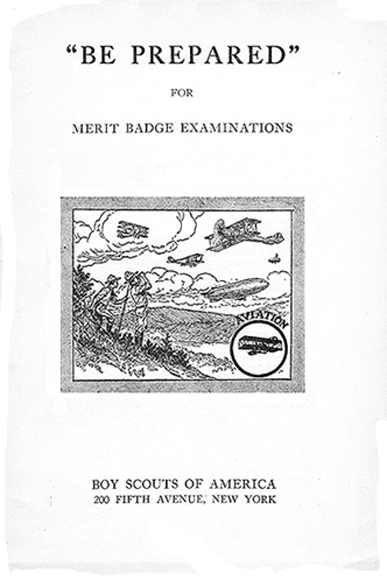 "BE PREPARED"
FOR
MERIT BADGE EXAMINATIONS
AVIATION
BOY SCOUTS OF AMERICA
200 FIFTH AVENUE, NEW YORK